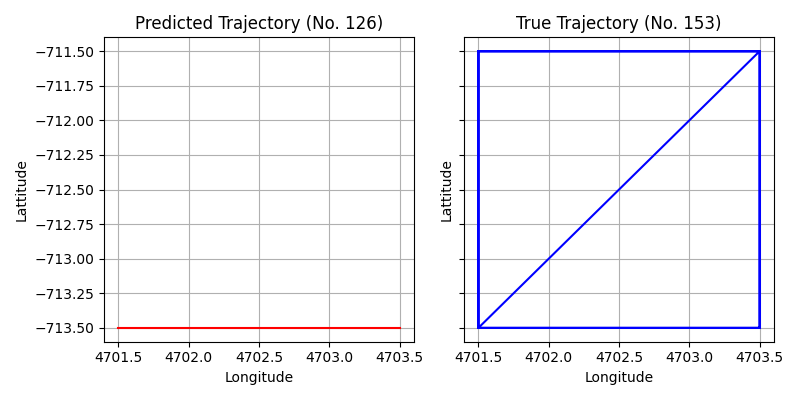 Predicted Trajectory (No. 126)
True Trajectory (No. 153)
−711.50
−711.75
−712.00
−712.25
−712.50
−712.75
−713.00
−713.25
−713.50
Lattitude
Lattitude
4701.5 4702.0 4702.5 4703.0 4703.5
4701.5 4702.0 4702.5 4703.0 4703.5
Longitude
Longitude